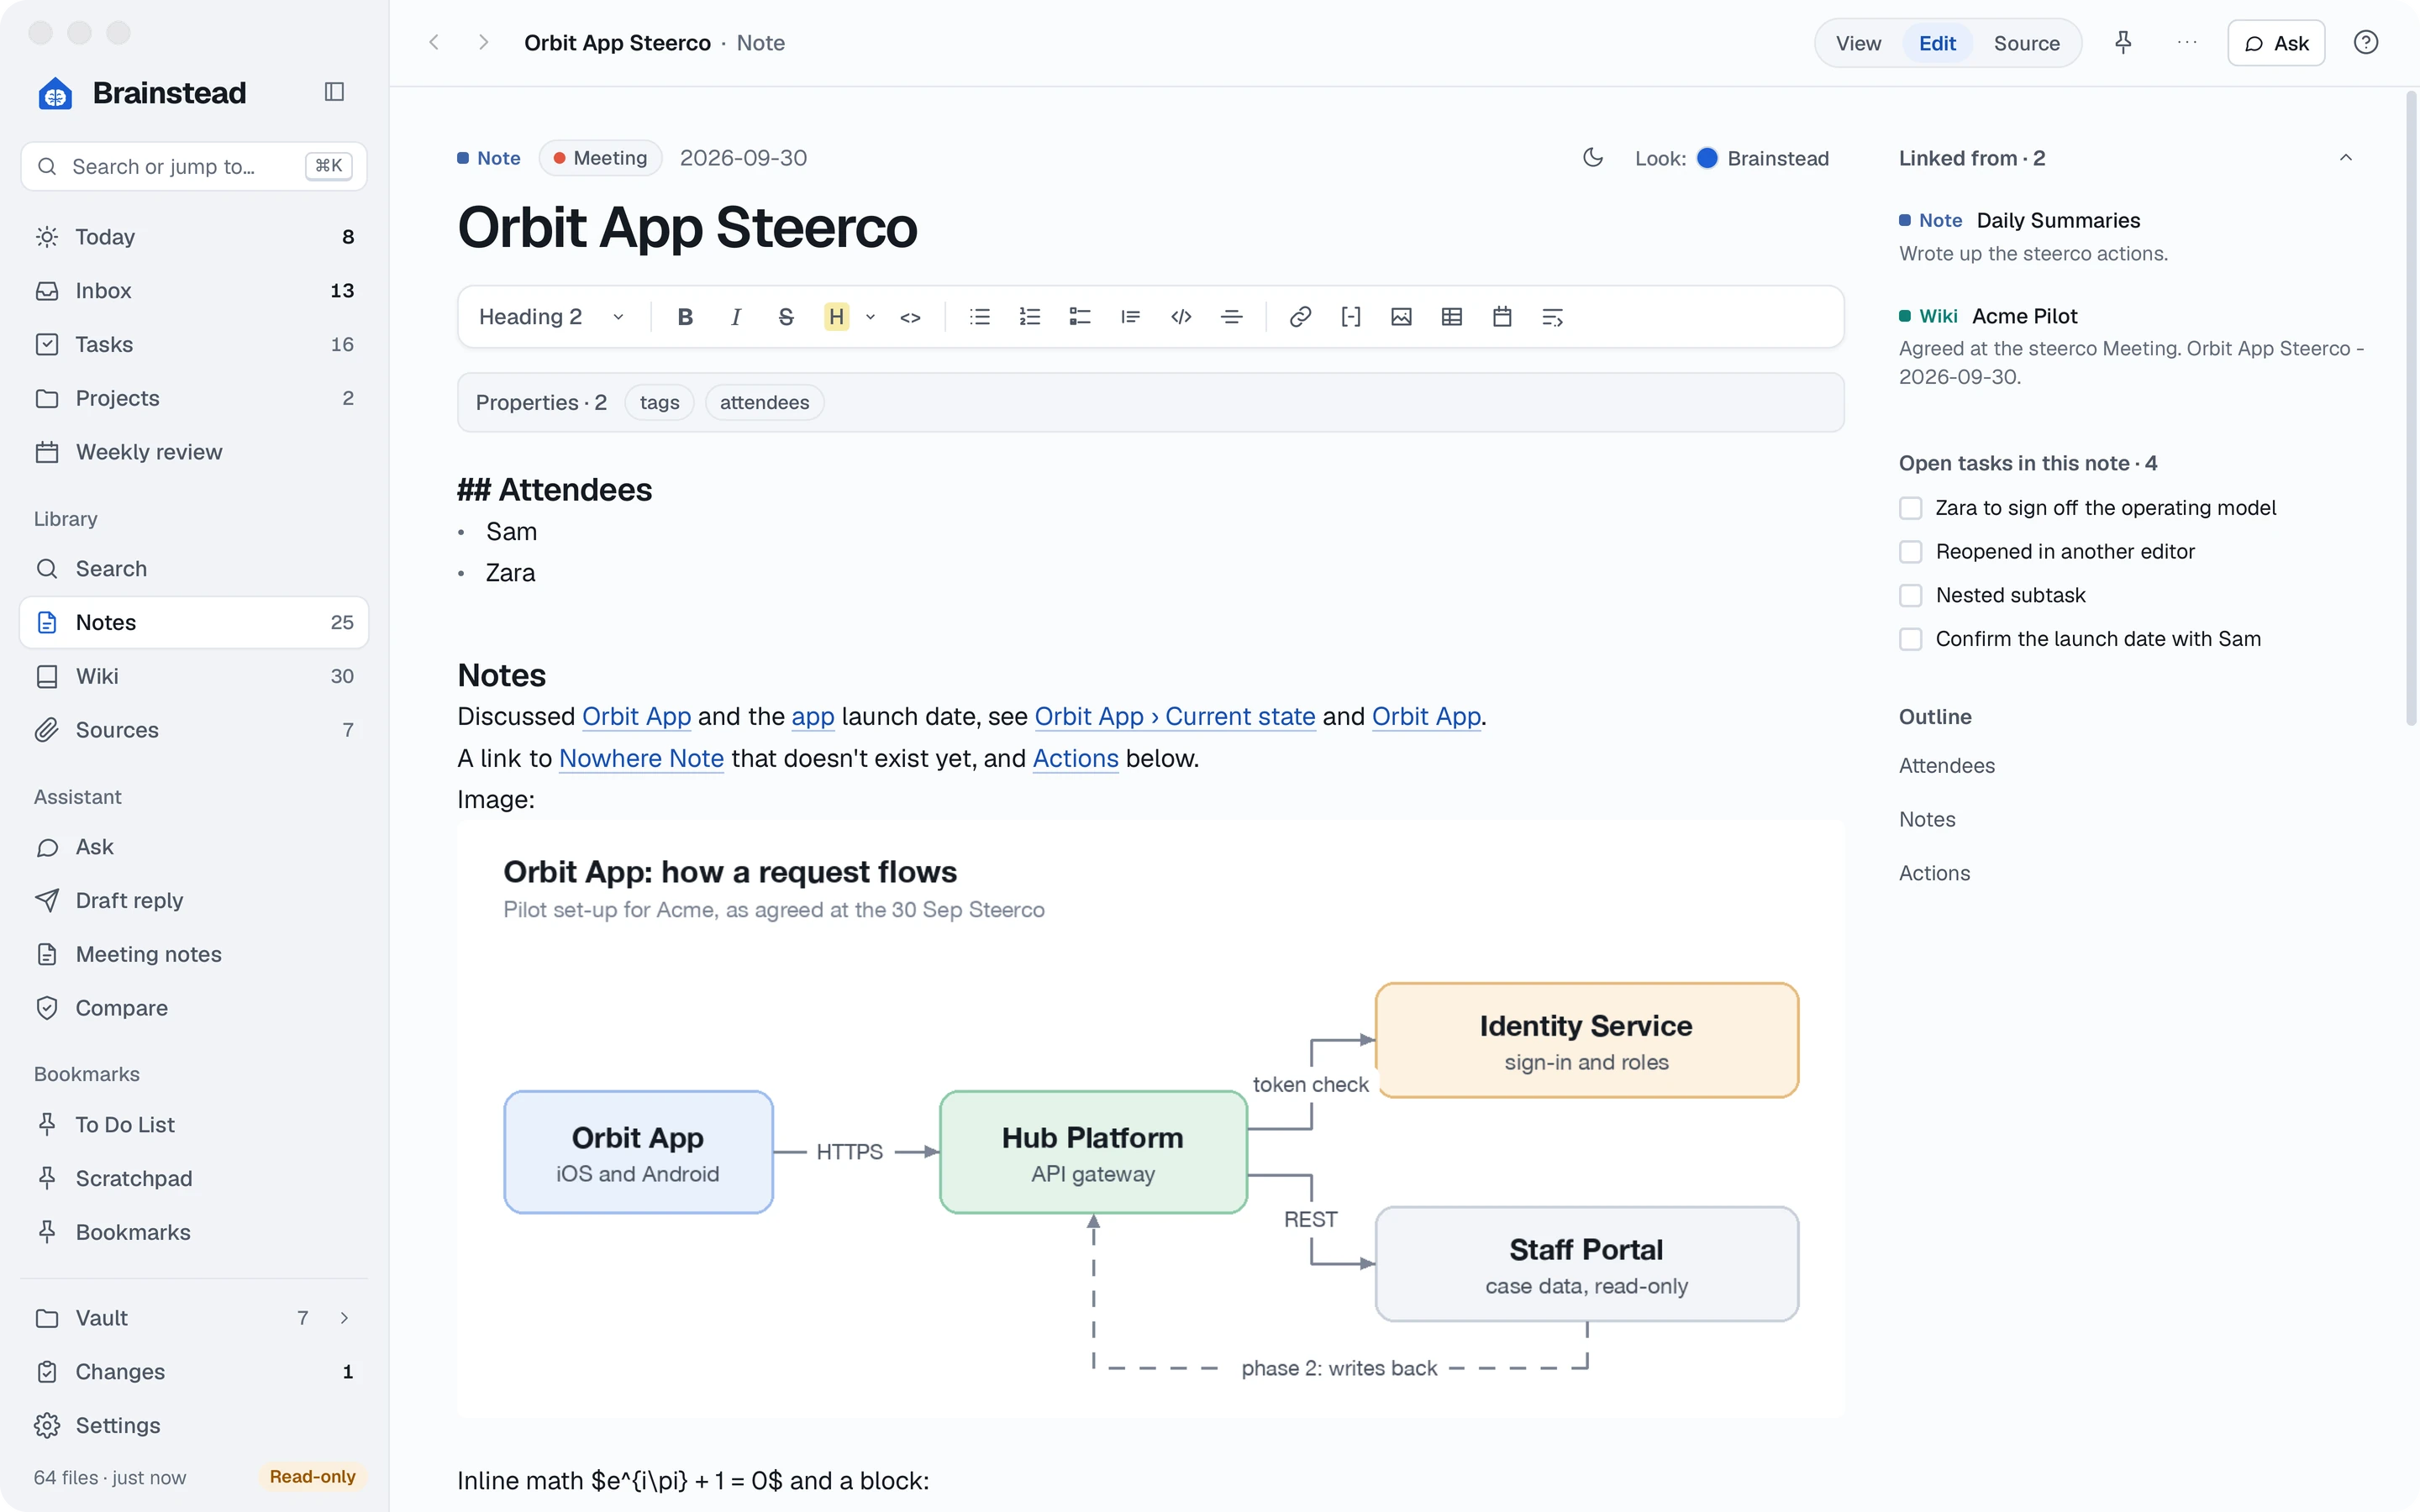 Brainstead
Search or jump to... ⌘K
Today 8
Inbox 13
Tasks 16
Projects 2
Weekly review
Library
Search
Notes 25
Wiki 30
Sources 7
Assistant
Ask
Draft reply
Meeting notes
Compare
Bookmarks
To Do List
Scratchpad
Bookmarks
Vault 7
Changes 1
Settings
64 files · just now Read-only
Orbit App Steerco · Note
View Edit Source
Ask
Note Meeting 2026-09-30
Look: Brainstead
Orbit App Steerco
Heading 2 B I S H <>
Properties · 2 tags attendees
## Attendees
• Sam
• Zara
Notes
Discussed Orbit App and the app launch date, see Orbit App › Current state and Orbit App.
A link to Nowhere Note that doesn't exist yet, and Actions below.
Image:
Orbit App: how a request flows
Pilot set-up for Acme, as agreed at the 30 Sep Steerco
Orbit App
iOS and Android
HTTPS
Hub Platform
API gateway
token check
Identity Service
sign-in and roles
REST
Staff Portal
case data, read-only
phase 2: writes back
Inline math $e^{i\pi} + 1 = 0$ and a block:
Linked from · 2
Note Daily Summaries
Wrote up the steerco actions.
Wiki Acme Pilot
Agreed at the steerco Meeting. Orbit App Steerco -
2026-09-30.
Open tasks in this note · 4
Zara to sign off the operating model
Reopened in another editor
Nested subtask
Confirm the launch date with Sam
Outline
Attendees
Notes
Actions